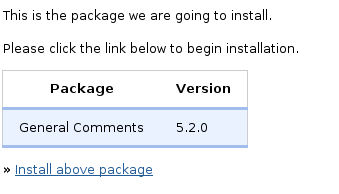 This is the package we are going to install.
Please click the link below to begin installation.
Package Version
General Comments 5.2.0
» Install above package